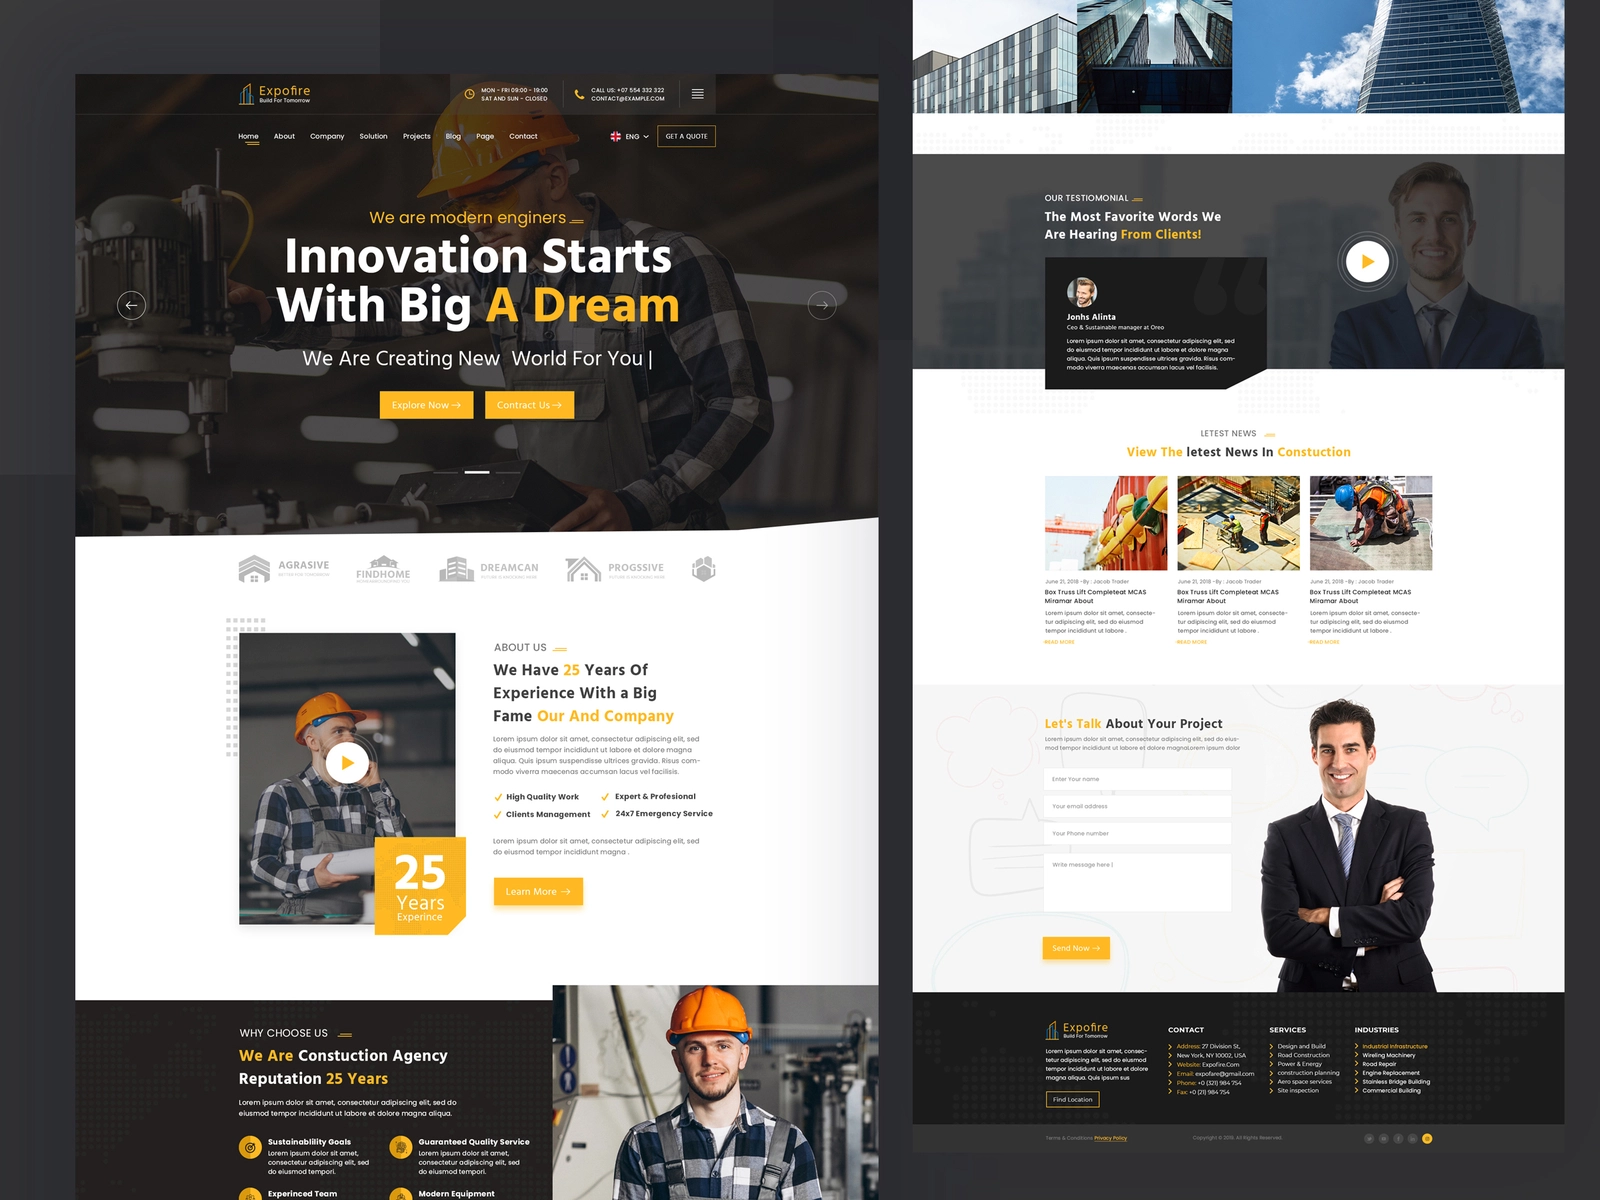 Expofire
Build For Tomorrow
MON - FRI 09:00 - 19:00
SAT AND SUN - CLOSED
CALL US: +07 554 332 322
CONTACT@EXAMPLE.COM
Home About Company Solution Projects Blog Page Contact
ENG
GET A QUOTE
We are modern enginers
Innovation Starts
With Big A Dream
We Are Creating New World For You |
Explore Now
Contract Us
AGRASIVE
FINDHOME
DREAMCAN
PROGSSIVE
ABOUT US
We Have 25 Years Of
Experience With a Big
Fame Our And Company
Lorem ipsum dolor sit amet, consectetur adipiscing elit, sed
do eiusmod tempor incididunt ut labore et dolore magna
aliqua. Quis ipsum suspendisse ultrices gravida. Risus com-
modo viverra maecenas accumsan lacus vel facilisis.
High Quality Work
Expert & Profesional
Clients Management
24x7 Emergency Service
Lorem ipsum dolor sit amet, consectetur adipiscing elit, sed
do eiusmod tempor incididunt magna .
Learn More
25
Years
Experince
WHY CHOOSE US
We Are Constuction Agency
Reputation 25 Years
Lorem ipsum dolor sit amet, consectetur adipiscing elit, sed do
eiusmod tempor incididunt ut labore et dolore magna aliqua.
Sustainablility Goals
Lorem ipsum dolor sit amet,
consectetur adipiscing elit, sed
do eiusmod tempori.
Guaranteed Quality Service
Lorem ipsum dolor sit amet,
consectetur adipiscing elit, sed
do eiusmod tempori.
Experinced Team
Modern Equipment
OUR TESTIOMONIAL
The Most Favorite Words We
Are Hearing From Clients!
Jonhs Alinta
Ceo & Sustainable manager at Oreo
Lorem ipsum dolor sit amet, consectetur adipiscing elit, sed
do eiusmod tempor incididunt ut labore et dolore magna
aliqua. Quis ipsum suspendisse ultrices gravida. Risus com-
modo viverra maecenas accumsan lacus vel facilisis.
LETEST NEWS
View The letest News In Constuction
June 21, 2018 -By : Jacob Trader
Box Truss Lift Completeat MCAS
Miramar About
Lorem ipsum dolor sit amet, consecte-
tur adipiscing elit, sed do eiusmod
tempor incididunt ut labore .
READ MORE
June 21, 2018 -By : Jacob Trader
Box Truss Lift Completeat MCAS
Miramar About
Lorem ipsum dolor sit amet, consecte-
tur adipiscing elit, sed do eiusmod
tempor incididunt ut labore .
READ MORE
June 21, 2018 -By : Jacob Trader
Box Truss Lift Completeat MCAS
Miramar About
Lorem ipsum dolor sit amet, consecte-
tur adipiscing elit, sed do eiusmod
tempor incididunt ut labore .
READ MORE
Let's Talk About Your Project
Lorem ipsum dolor sit amet, consectetur adipiscing elit, sed do eius-
mod tempor incididunt ut labore et dolore magnaLorem ipsum dolor
Enter Your name
Your email address
Your Phone number
Write message here |
Send Now
Expofire
Build For Tomorrow
Lorem ipsum dolor sit amet, consec-
tetur adipiscing elit, sed do eiusmod
tempor incididunt ut labore et dolore
magna aliqua. Quis ipsum sus
Find Location
CONTACT
Address: 27 Division St,
New York, NY 10002, USA
Website: Expofire.Com
Email: expofare@gmail.com
Phone: +0 (321) 984 754
Fax: +0 (21) 984 754
SERVICES
Design and Build
Road Construction
Power & Energy
construction planning
Aero space services
Site inspection
INDUSTRIES
Industrial Infrastructure
Wireling Machinery
Road Repair
Engine Replacement
Stainless Bridge Building
Commercial Building
Terms & Conditions Privacy Policy
Copyright © 2019. All Rights Reserved.